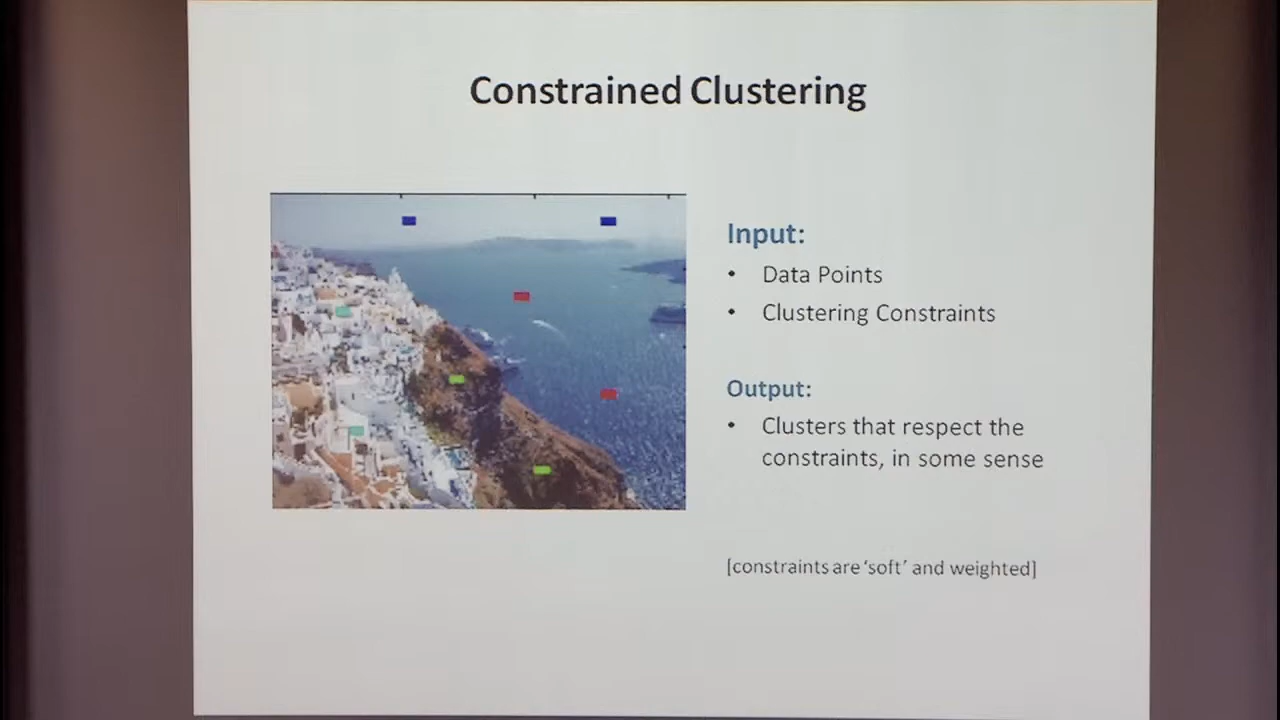 Constrained Clustering
Input:
• Data Points
• Clustering Constraints
Output:
• Clusters that respect the
constraints, in some sense
[constraints are ‘soft’ and weighted]